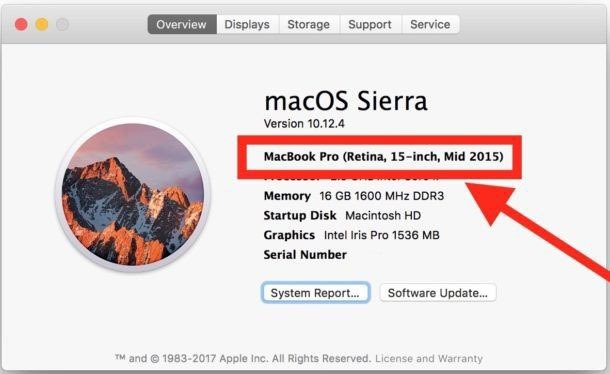 Overview Displays Storage Support Service
macOS Sierra
Version 10.12.4
MacBook Pro (Retina, 15-inch, Mid 2015)
Memory 16 GB 1600 MHz DDR3
Startup Disk Macintosh HD
Graphics Intel Iris Pro 1536 MB
Serial Number
System Report... Software Update...
™ and © 1983-2017 Apple Inc. All Rights Reserved. License and Warranty